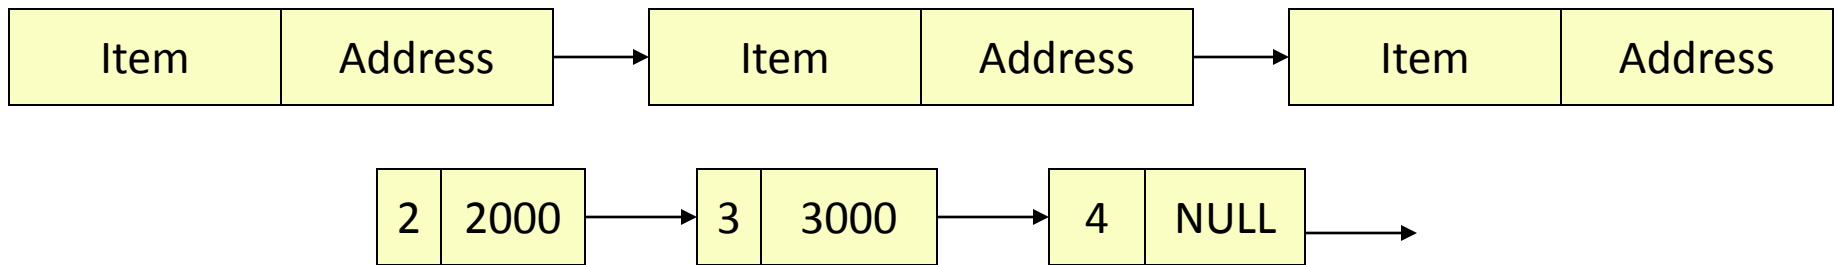 Item Address Item Address Item Address
2 2000 3 3000 4 NULL